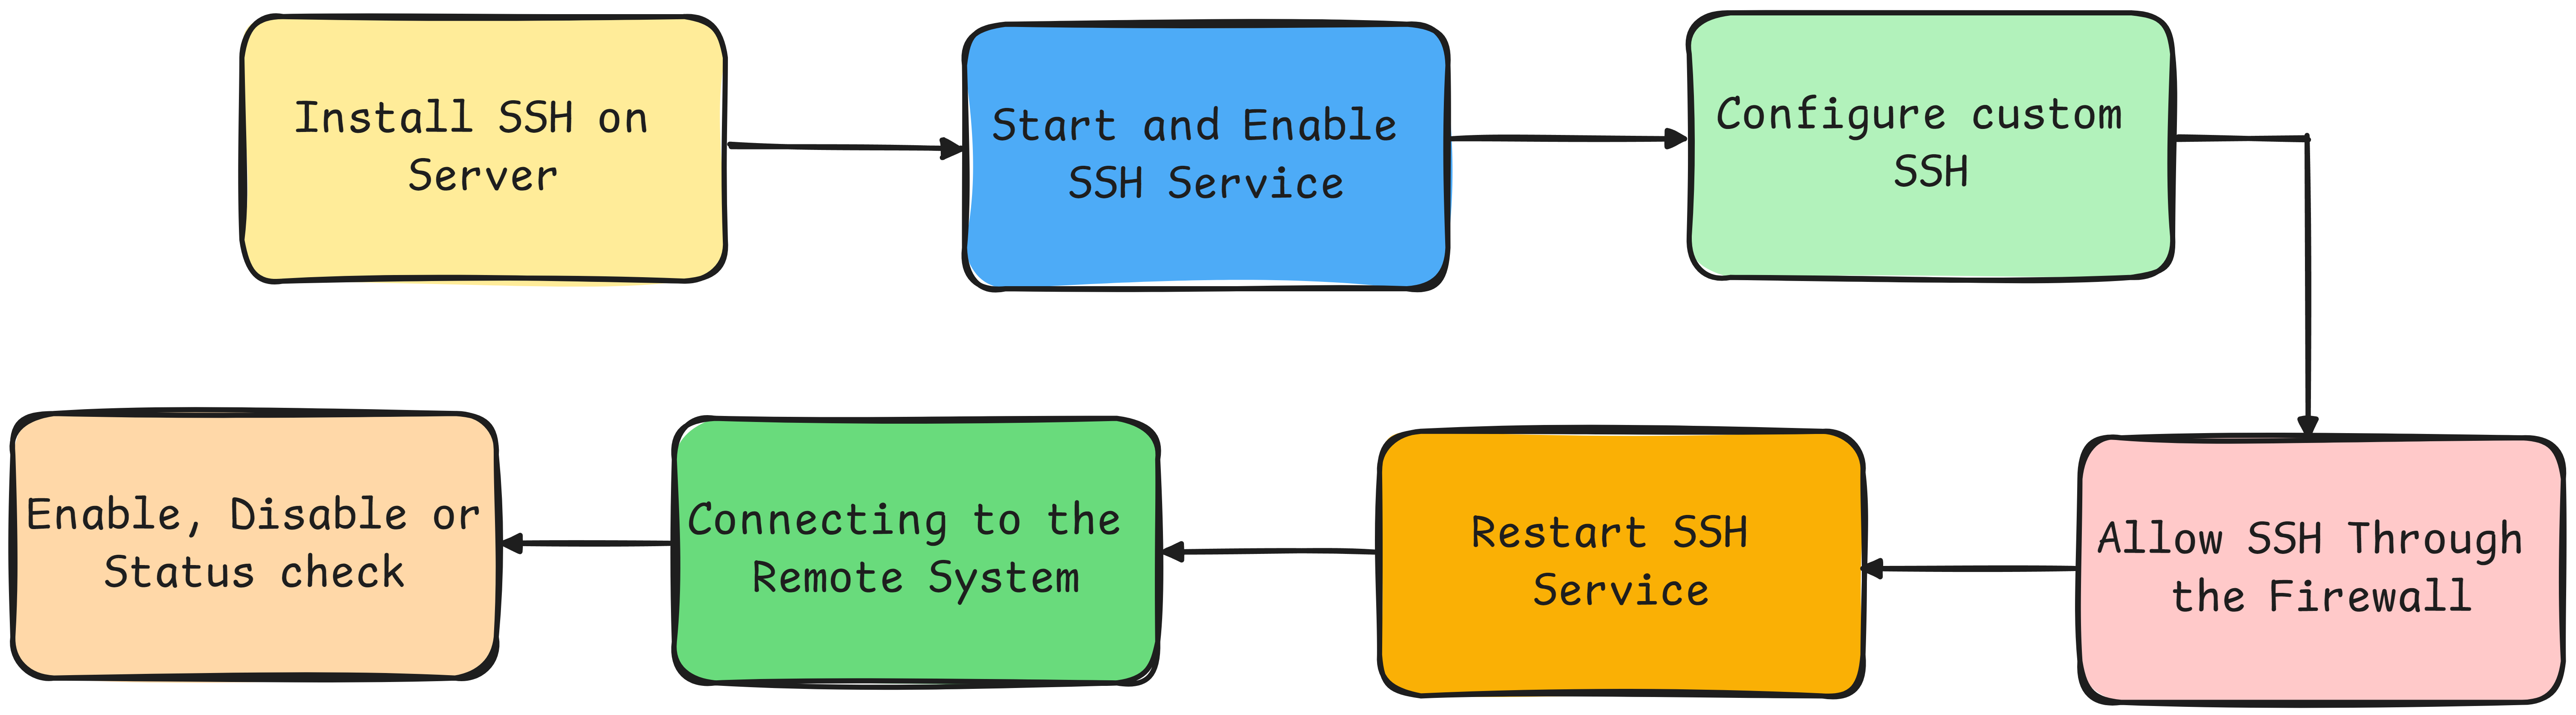 Install SSH on
Server
Start and Enable
SSH Service
Configure custom
SSH
Allow SSH Through
the Firewall
Restart SSH
Service
Connecting to the
Remote System
Enable, Disable or
Status check